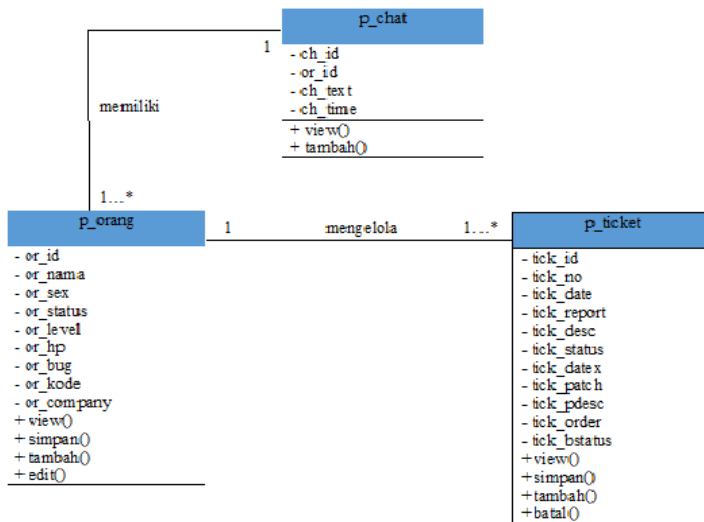 p_chat
1
- ch_id
- or_id
- ch_text
- ch_time
+ view()
+ tambah()
memiliki
1....*
p_orang
1
mengelola
1....*
p_ticket
- or_id
- or_nama
- or_sex
- or_status
- or_level
- or_hp
- or_bug
- or_kode
- or_company
+ view()
+ simpan()
+ tambah()
+ edit()
- tick_id
- tick_no
- tick_date
- tick_report
- tick_desc
- tick_status
- tick_datex
- tick_patch
- tick_pdesc
- tick_order
- tick_bstatus
+ view()
+ simpan()
+ tambah()
+ batal()